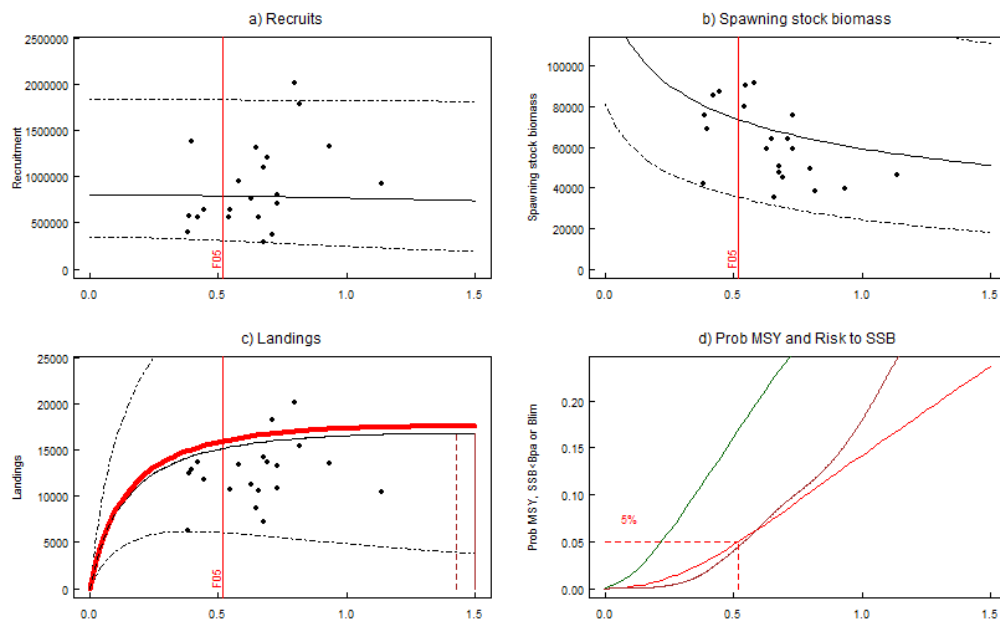 a) Recruits
Recruitment
2500000
2000000
1500000
1000000
500000
0
F05
0.0 0.5 1.0 1.5
b) Spawning stock biomass
Spawning stock biomass
100000
80000
60000
40000
20000
0
F05
0.0 0.5 1.0 1.5
c) Landings
Landings
25000
20000
15000
10000
5000
0
F05
0.0 0.5 1.0 1.5
d) Prob MSY and Risk to SSB
Prob MSY, SSB<Bpa or Blim
0.20
0.15
0.10
0.05
0.00
5%
0.0 0.5 1.0 1.5